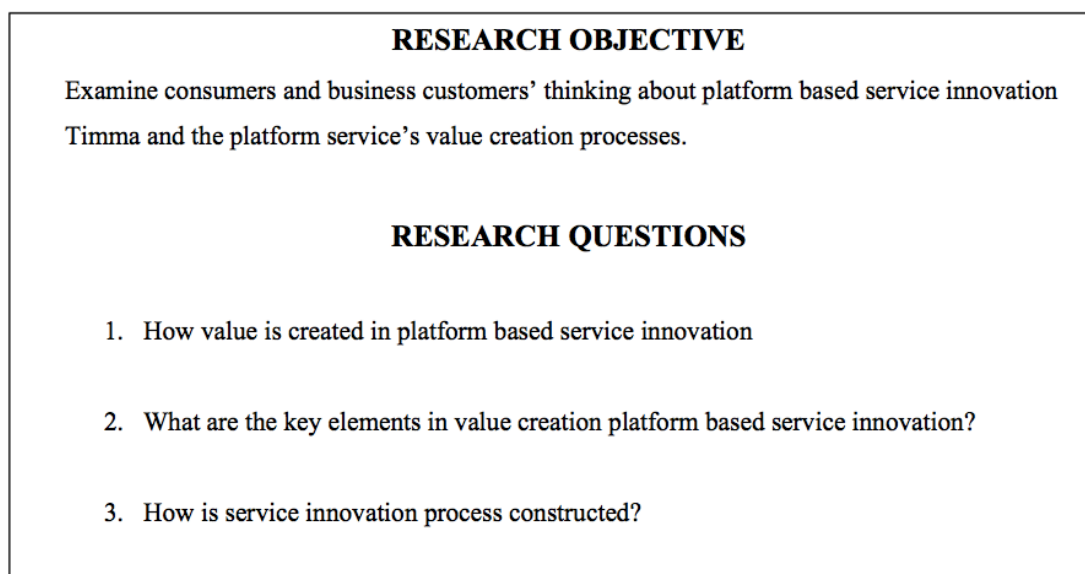 RESEARCH OBJECTIVE
Examine consumers and business customers’ thinking about platform based service innovation
Timma and the platform service’s value creation processes.
RESEARCH QUESTIONS
1. How value is created in platform based service innovation
2. What are the key elements in value creation platform based service innovation?
3. How is service innovation process constructed?